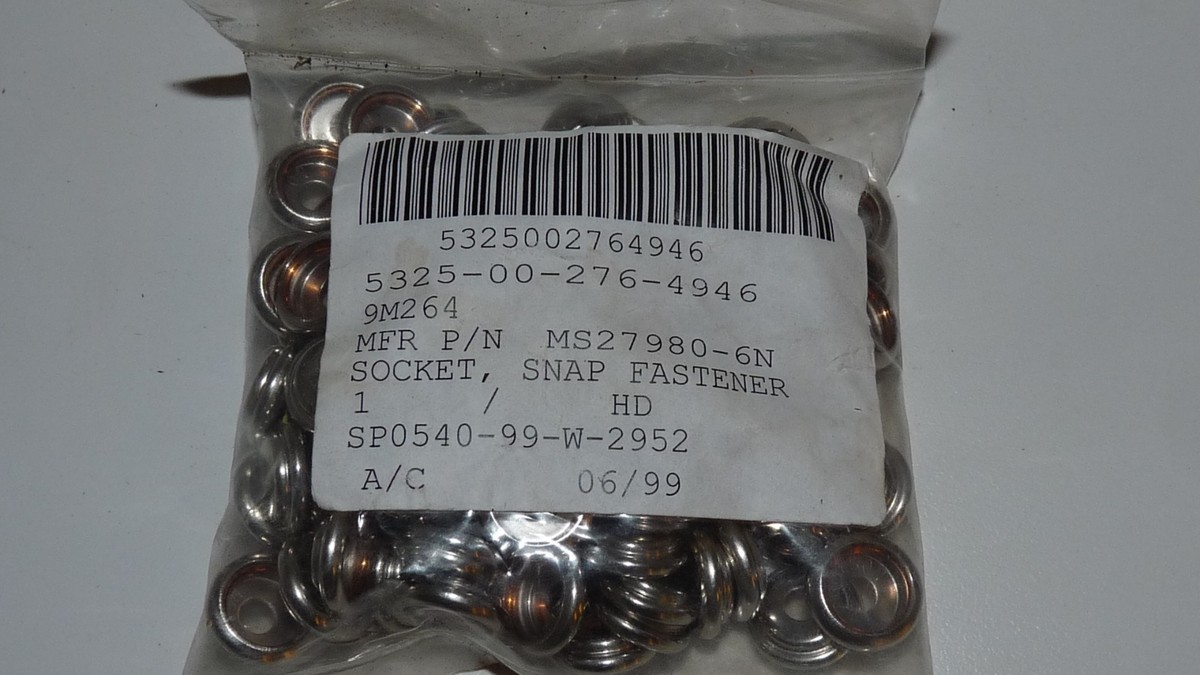 5325002764946
5325-00-276-4946
9M264
MFR P/N MS27980-6N
SOCKET, SNAP FASTENER
1 / HD
SP0540-99-W-2952
A/C 06/99